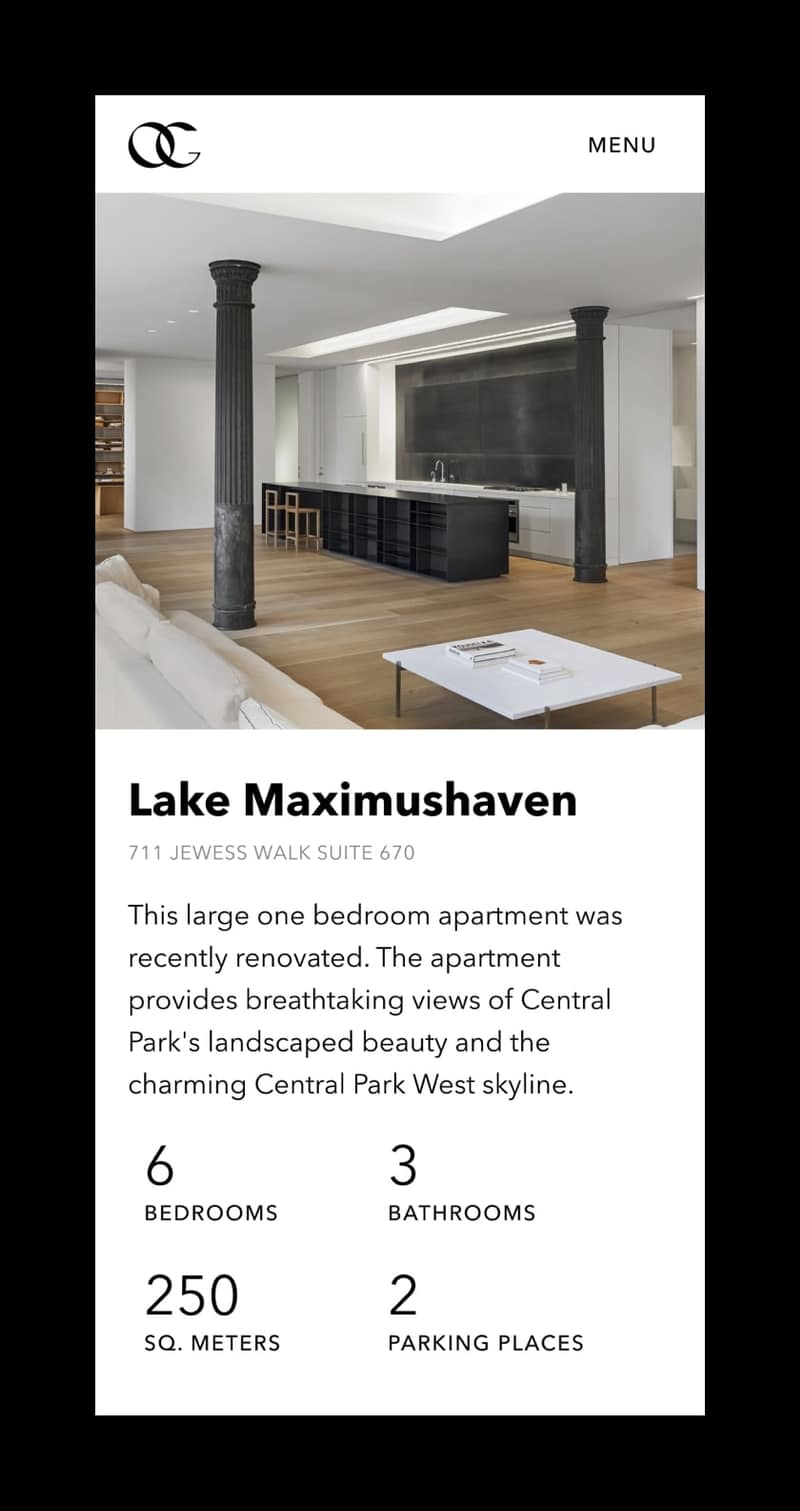 OG
MENU
Lake Maximushaven
711 JEWESS WALK SUITE 670
This large one bedroom apartment was
recently renovated. The apartment
provides breathtaking views of Central
Park's landscaped beauty and the
charming Central Park West skyline.
6 3
BEDROOMS BATHROOMS
250 2
SQ. METERS PARKING PLACES